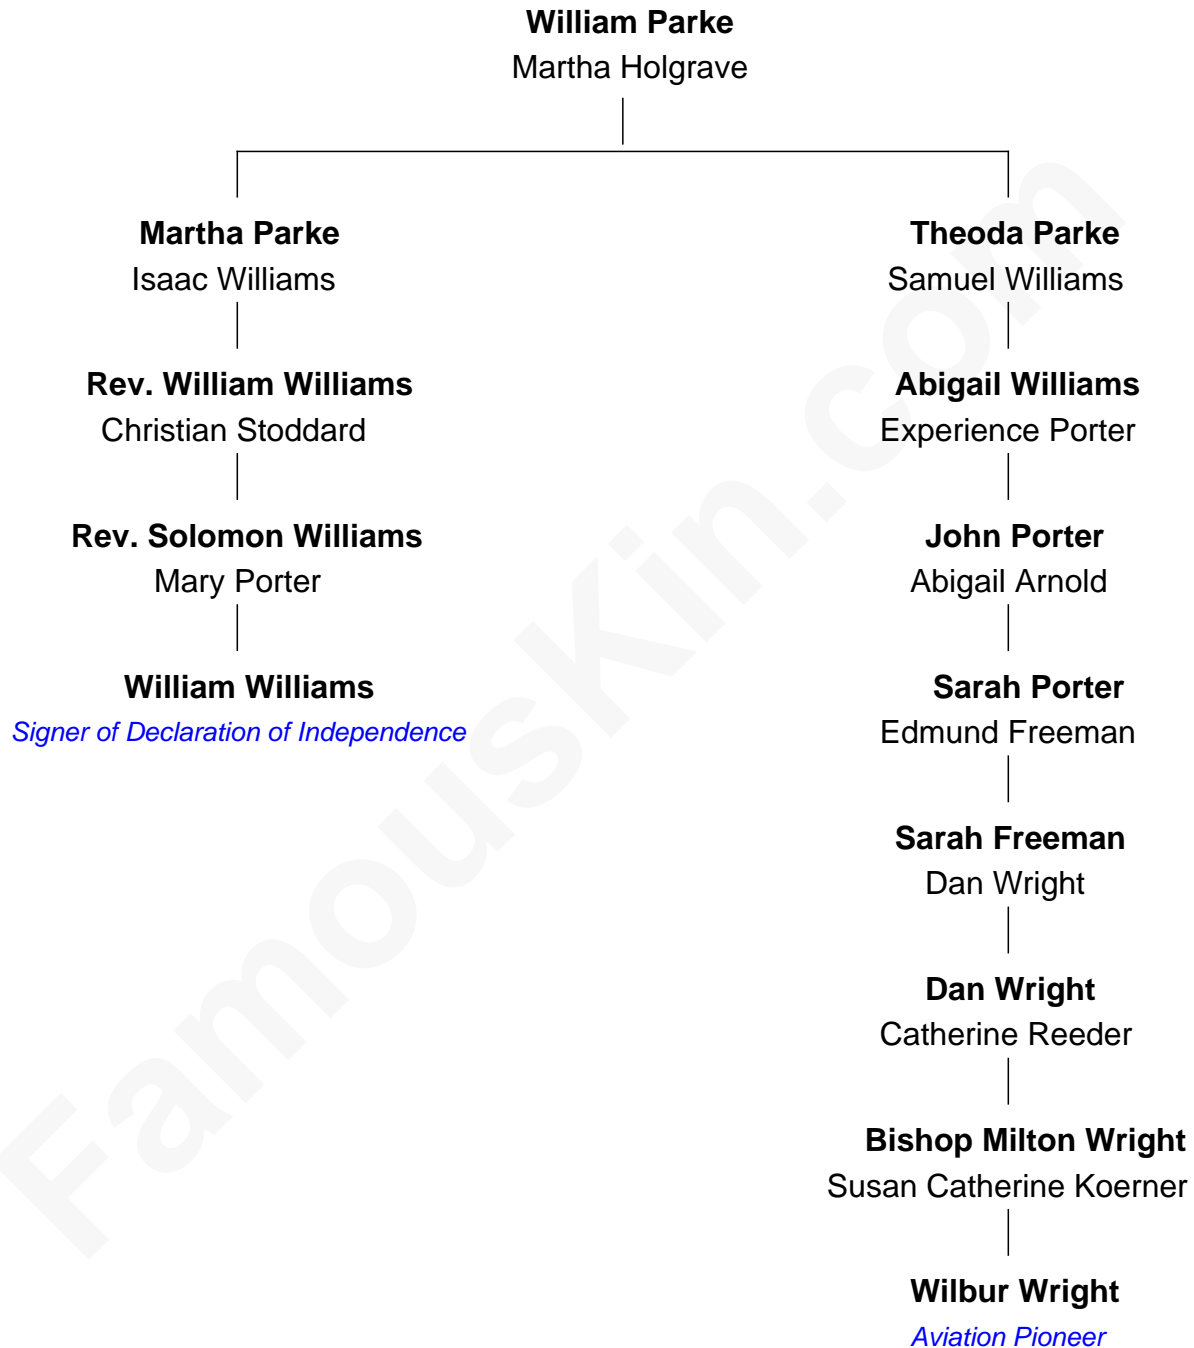 William Parke
Martha Holgrave
Martha Parke
Isaac Williams
Theoda Parke
Samuel Williams
Rev. William Williams
Christian Stoddard
Abigail Williams
Experience Porter
Rev. Solomon Williams
Mary Porter
John Porter
Abigail Arnold
William Williams
Signer of Declaration of Independence
Sarah Porter
Edmund Freeman
Sarah Freeman
Dan Wright
Dan Wright
Catherine Reeder
Bishop Milton Wright
Susan Catherine Koerner
Wilbur Wright
Aviation Pioneer
FamousKin.com